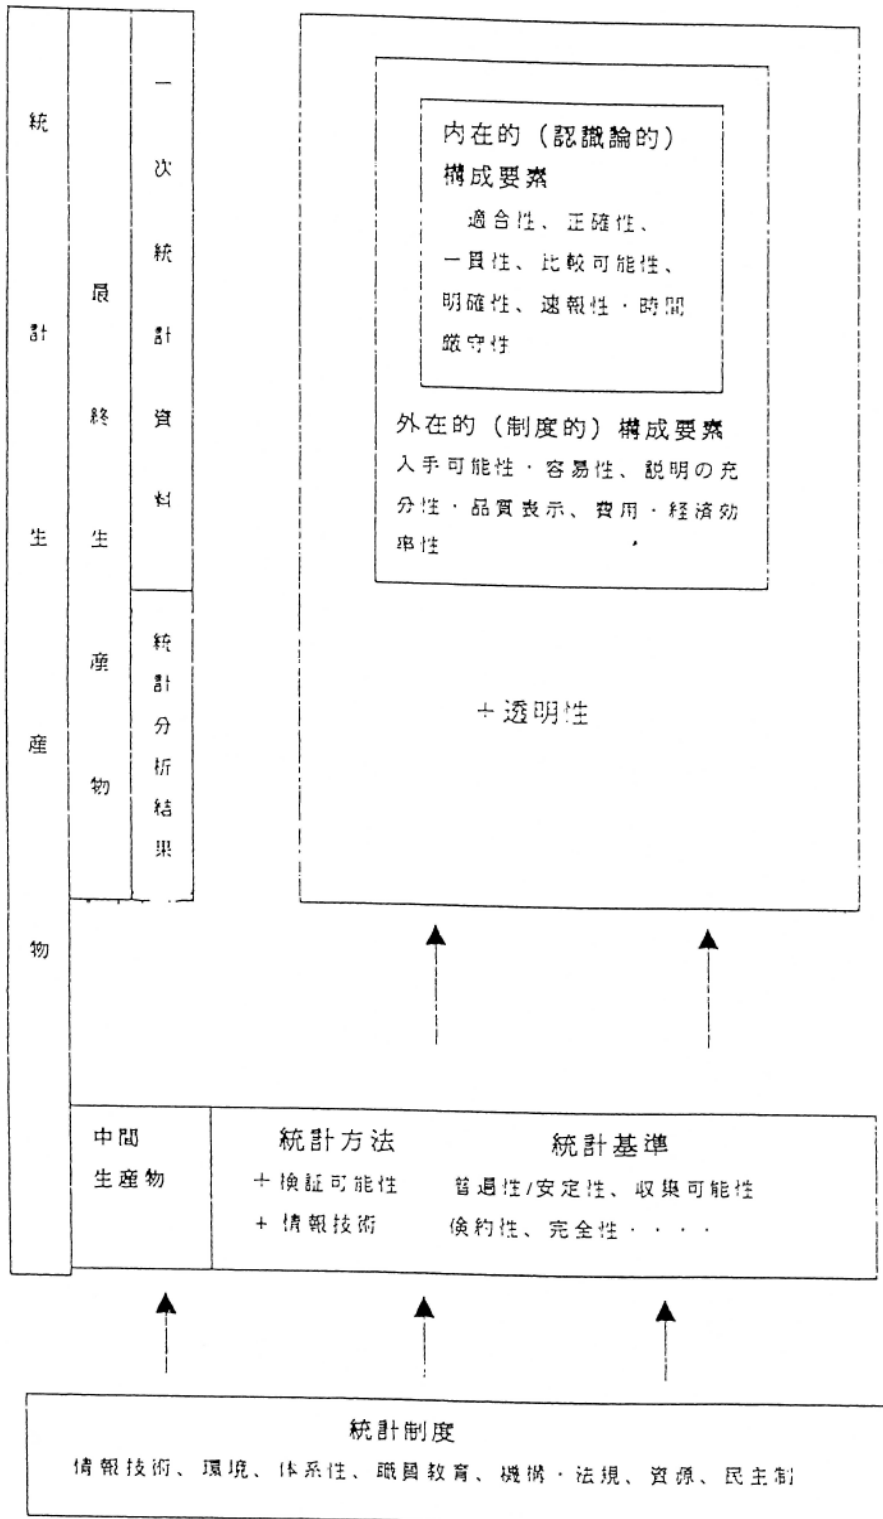 統計生産物
最終生産物
一次統計資料
統計分析結果
内在的（認識論的）
構成要素
適合性、正確性、
一貫性、比較可能性、
明確性、速報性・時間
厳守性
外在的（制度的）構成要素
入手可能性・容易性、説明の充
分性・品質表示、費用・経済効
率性
＋透明性
中間
生産物
統計方法
＋検証可能性
＋情報技術
統計基準
普遍性/安定性、収集可能性
倹約性、完全性・・・・
統計制度
情報技術、環境、体系性、職員教育、機構・法規、資源、民主制